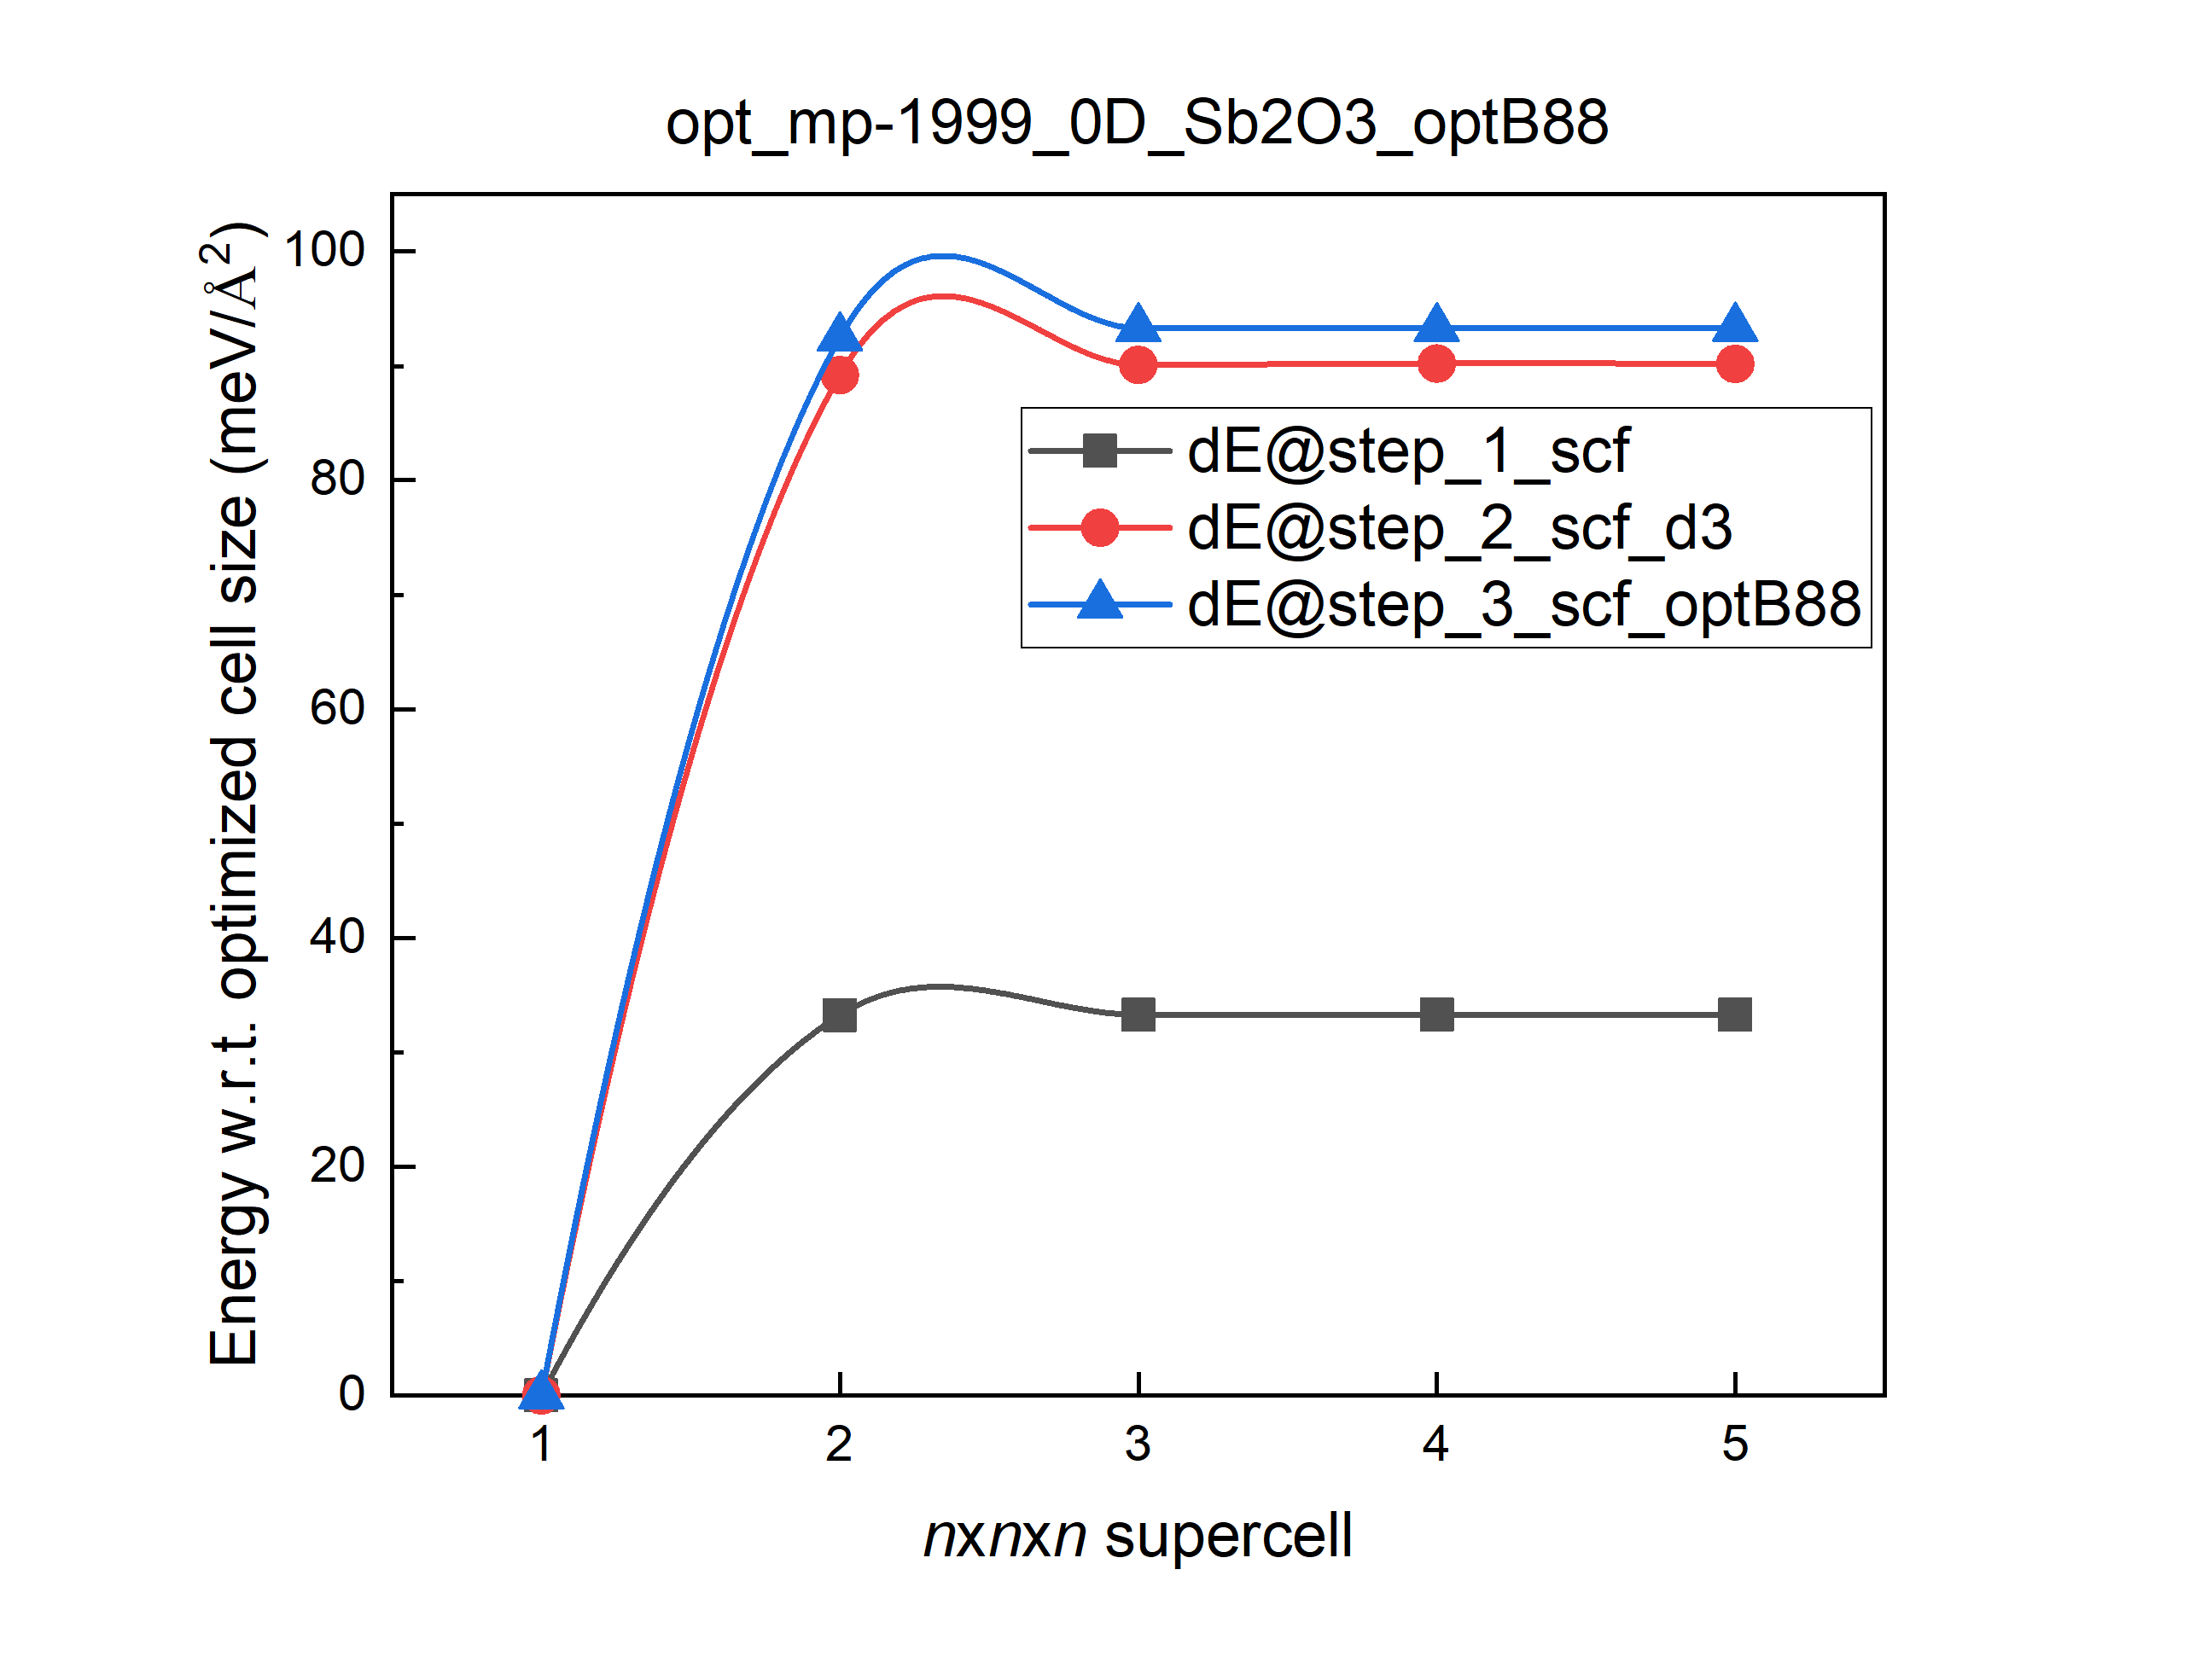 opt_mp-1999_0D_Sb2O3_optB88
Energy w.r.t. optimized cell size (meV/Å²)
100
80
60
40
20
0
dE@step_1_scf
dE@step_2_scf_d3
dE@step_3_scf_optB88
1 2 3 4 5
nxnxn supercell